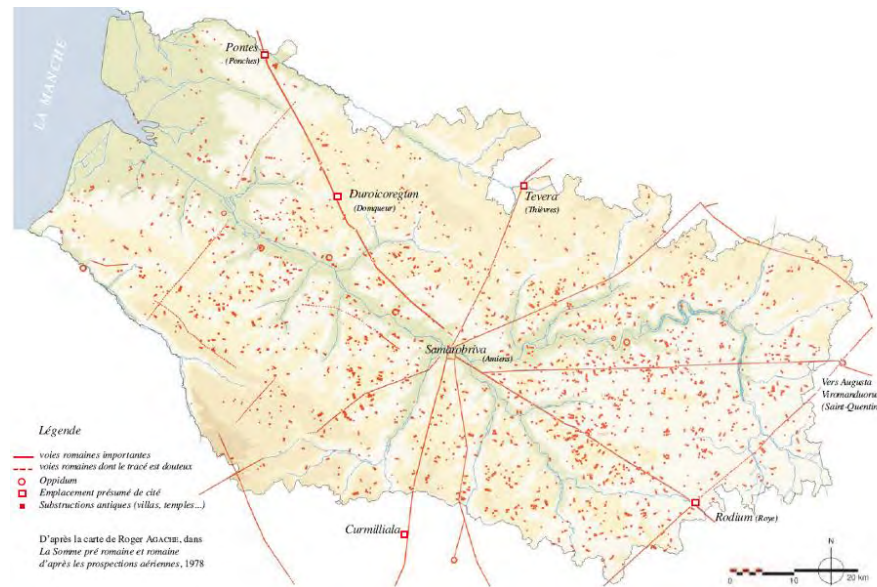 LA MANCHE
Pontes
(Ponches)
Duroicoregum
(Domqueur)
Tevera
(Thièvres)
Samarobriva (Amiens)
Vers Augusta
Viromanduorum
(Saint-Quentin)
Légende
voies romaines importantes
voies romaines dont le tracé est douteux
Oppidum
Emplacement présumé de cité
Substructions antiques (villas, temples...)
Curmilliala
Rodium (Roye)
D'après la carte de Roger AGACHE, dans
La Somme pré romaine et romaine
d'après les prospections aériennes, 1978
N
0 10 20 km